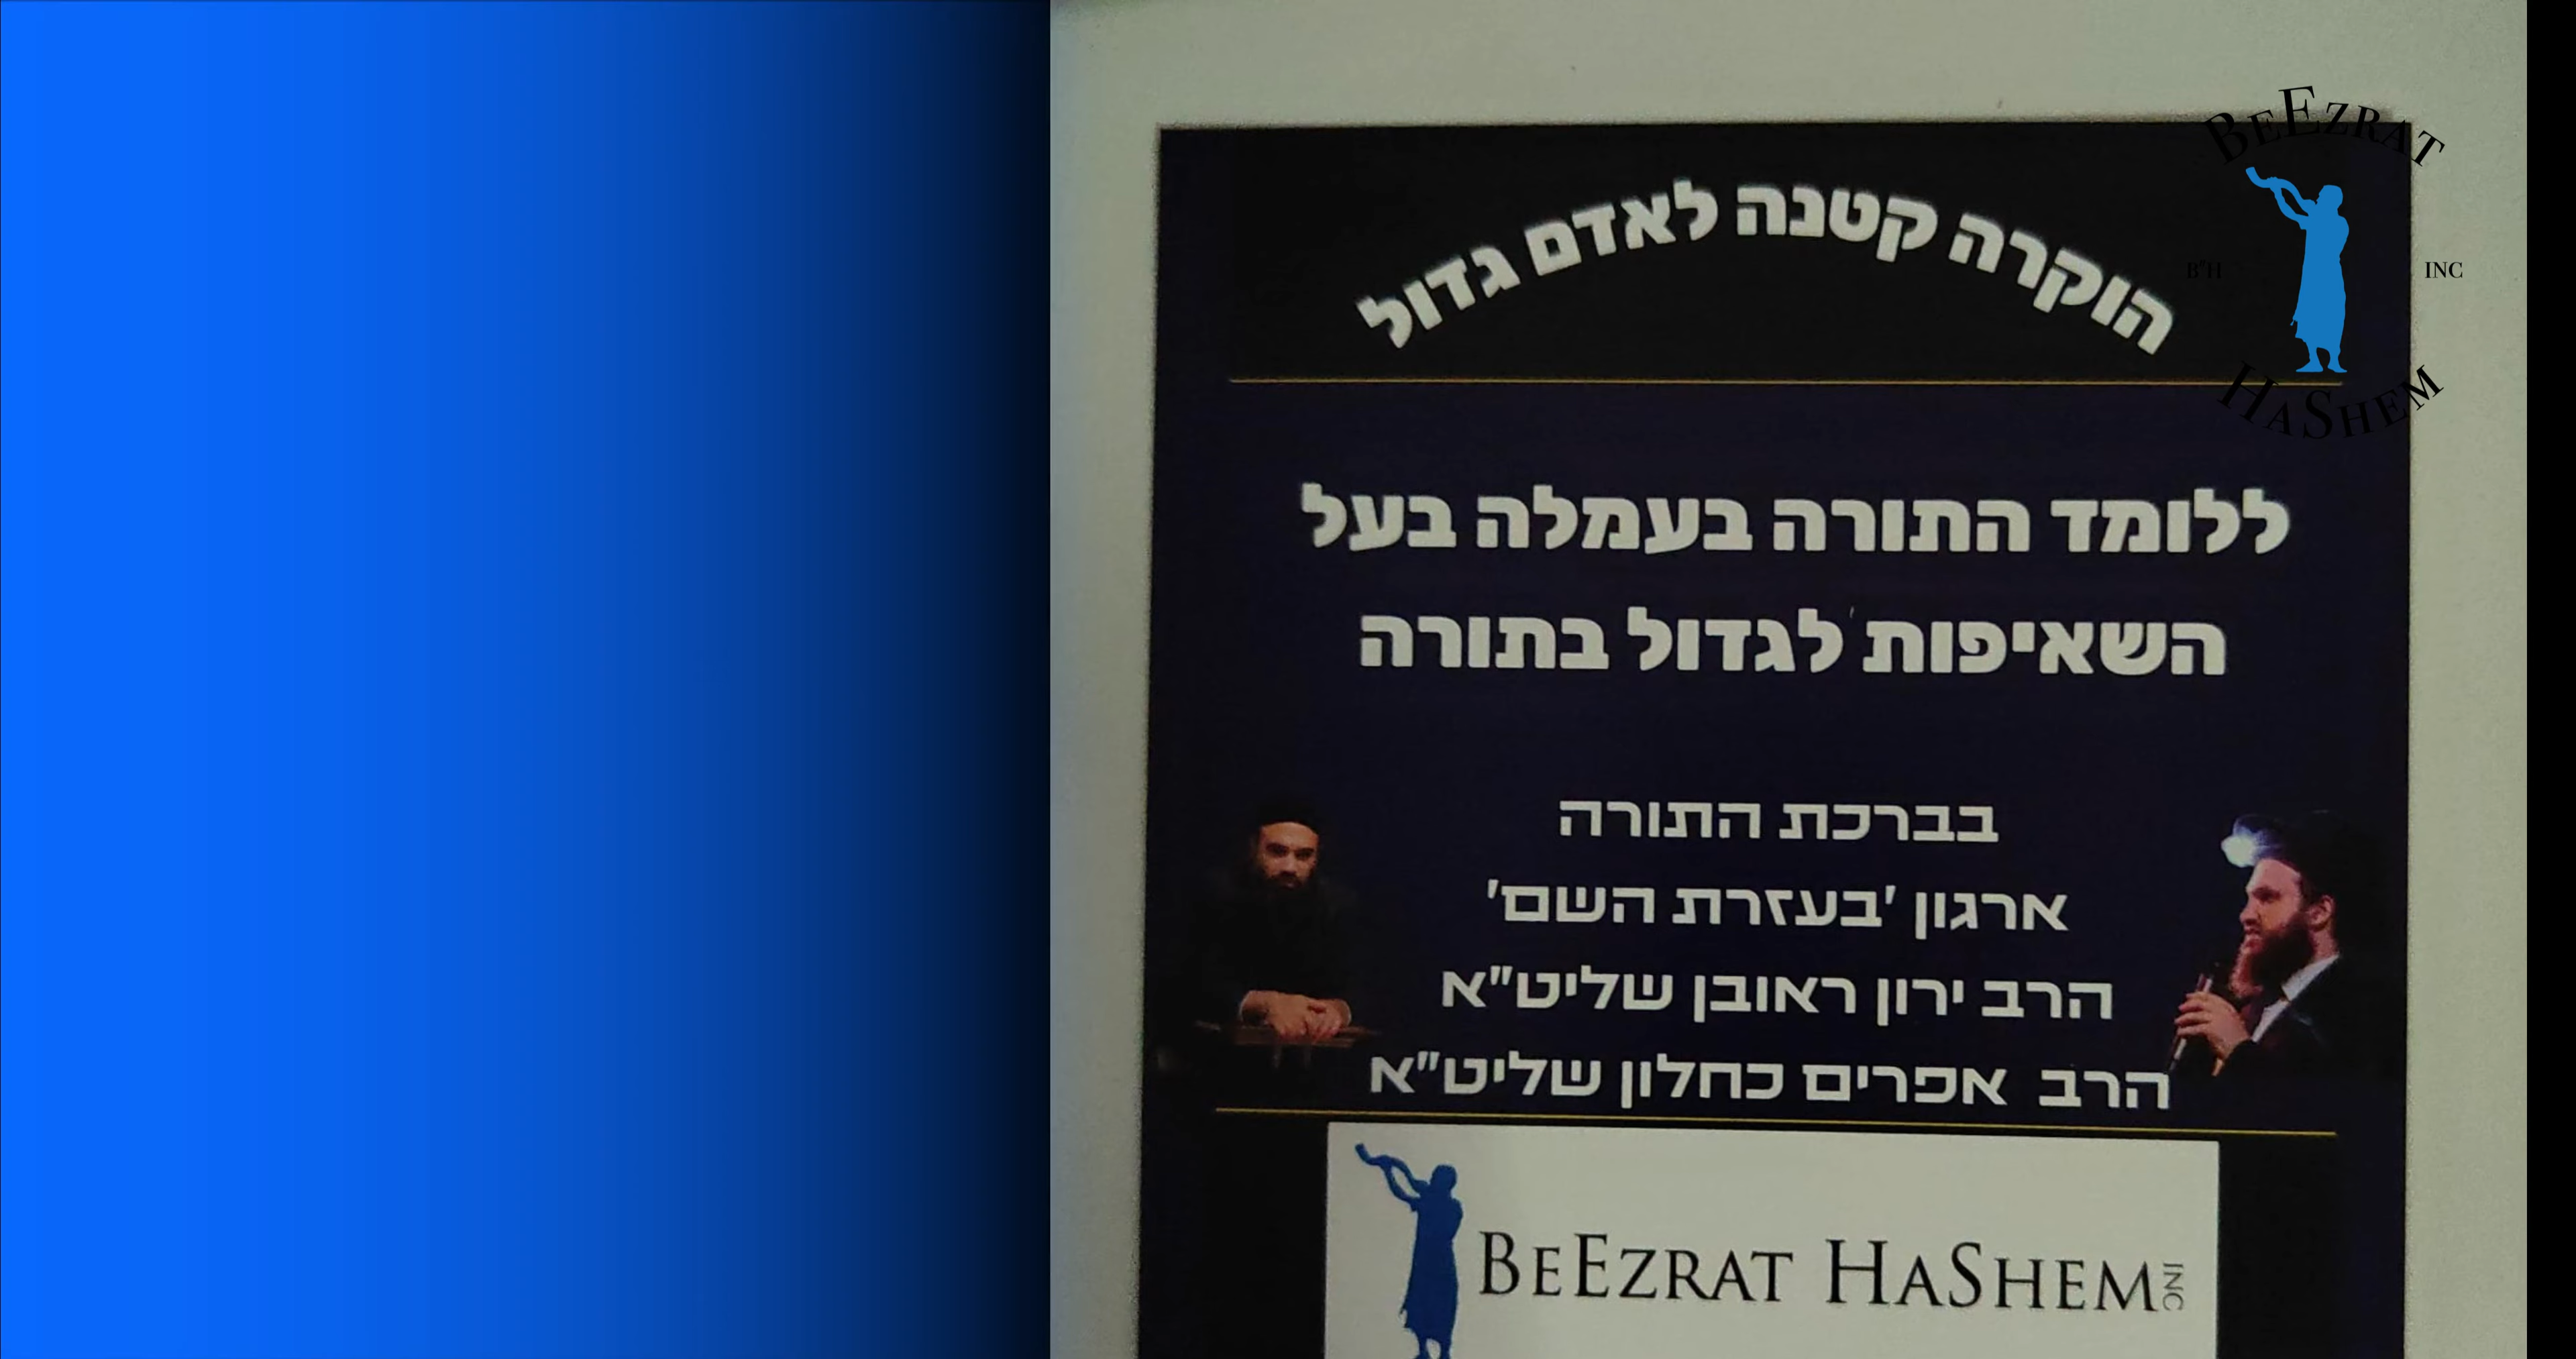 הוקרה קטנה לאדם גדול
ללומד התורה בעמלה בעל
השאיפות לגדול בתורה
בברכת התורה
ארגון 'בעזרת השם'
הרב ירון ראובן שליט"א
הרב אפרים כחלון שליט"א
BEEZRAT HASHEM INC
BEEZRAT
B"H
INC
HASHEM